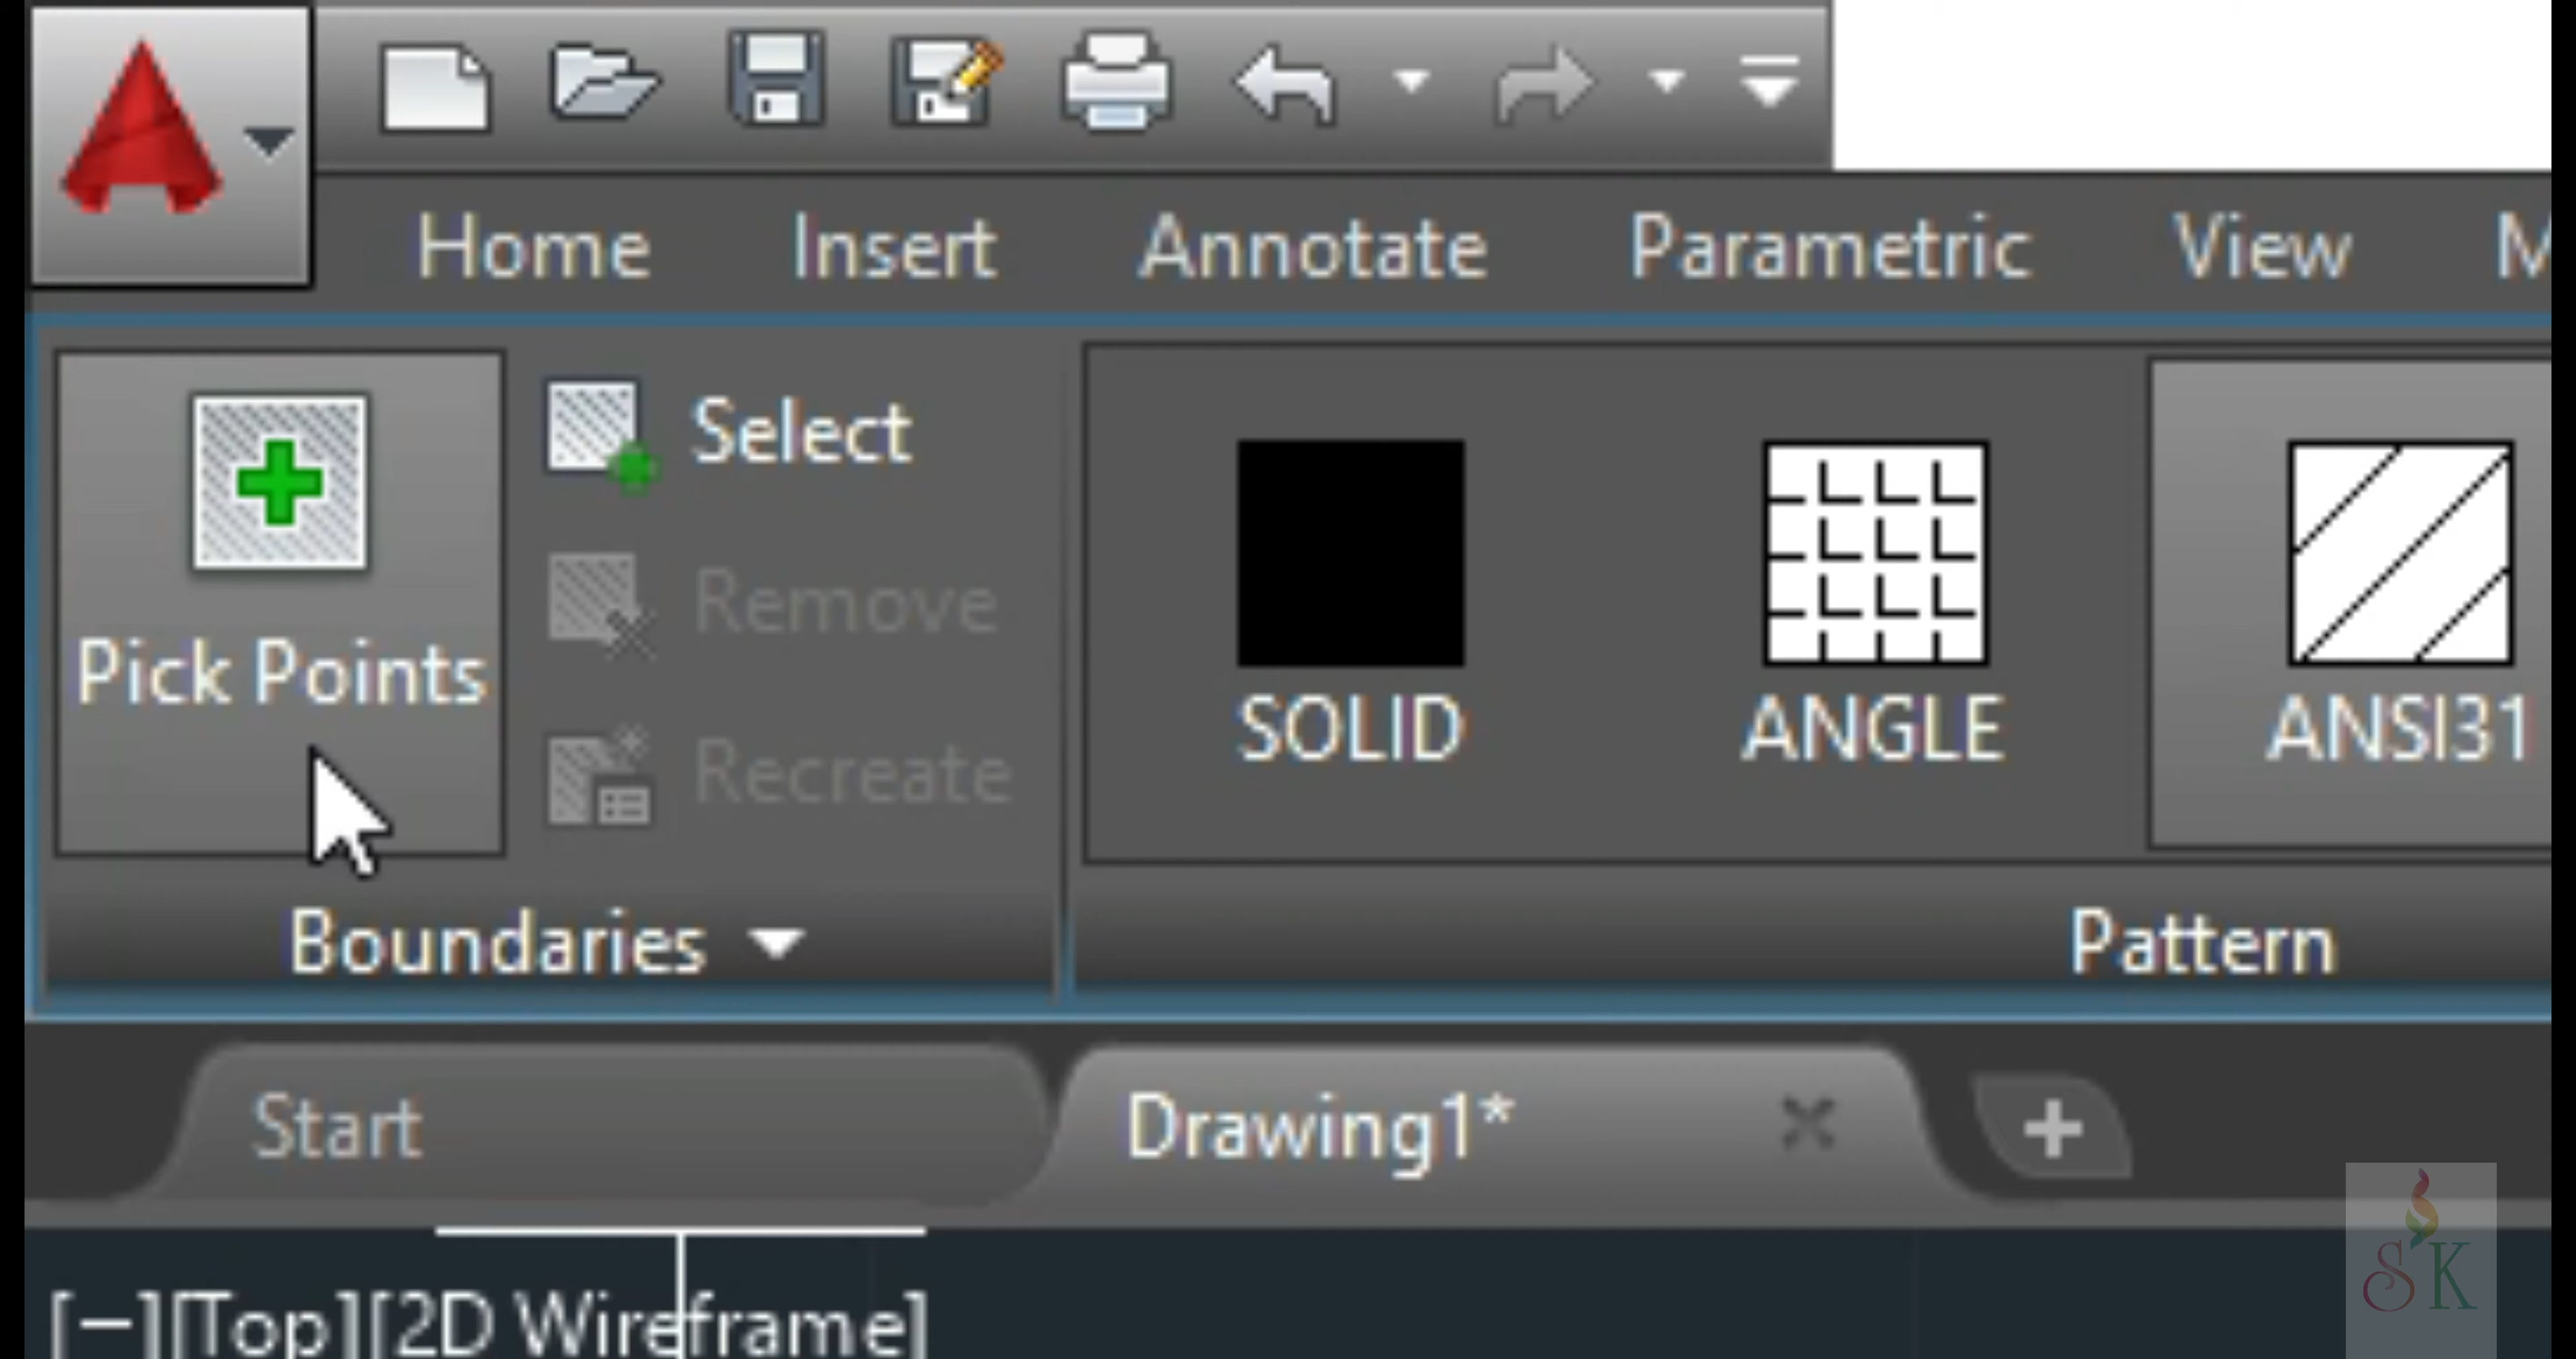 Home Insert Annotate Parametric View M
Select
Remove
Pick Points
Recreate
SOLID ANGLE ANSI31
Boundaries Pattern
Start Drawing1*
[−][Top][2D Wireframe]
SK